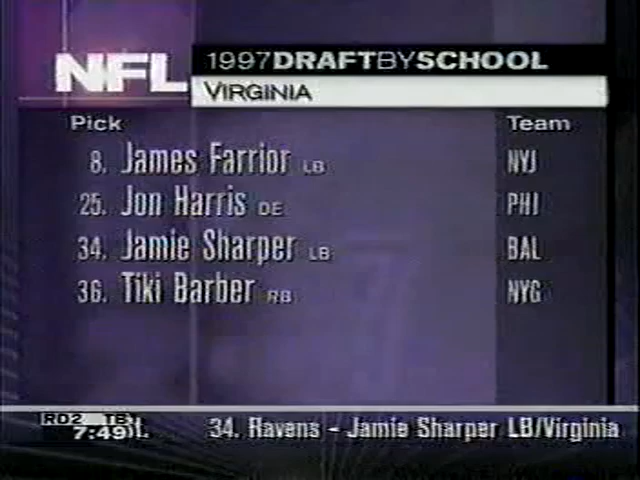 NFL
1997DRAFTBYSCHOOL
VIRGINIA
Pick Team
8. James Farrior LB NYJ
25. Jon Harris DE PHI
34. Jamie Sharper LB BAL
36. Tiki Barber RB NYG
RD2 TB
7:49
34. Ravens - Jamie Sharper LB/Virginia